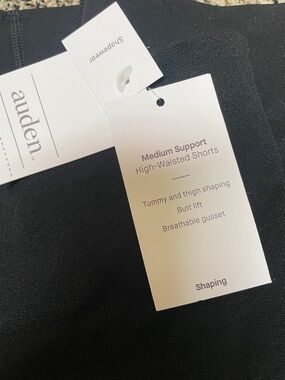 Shapewear
auden
Medium Support
High-Waisted Shorts
Tummy and thigh shaping
Butt lift
Breathable gusset
Shaping